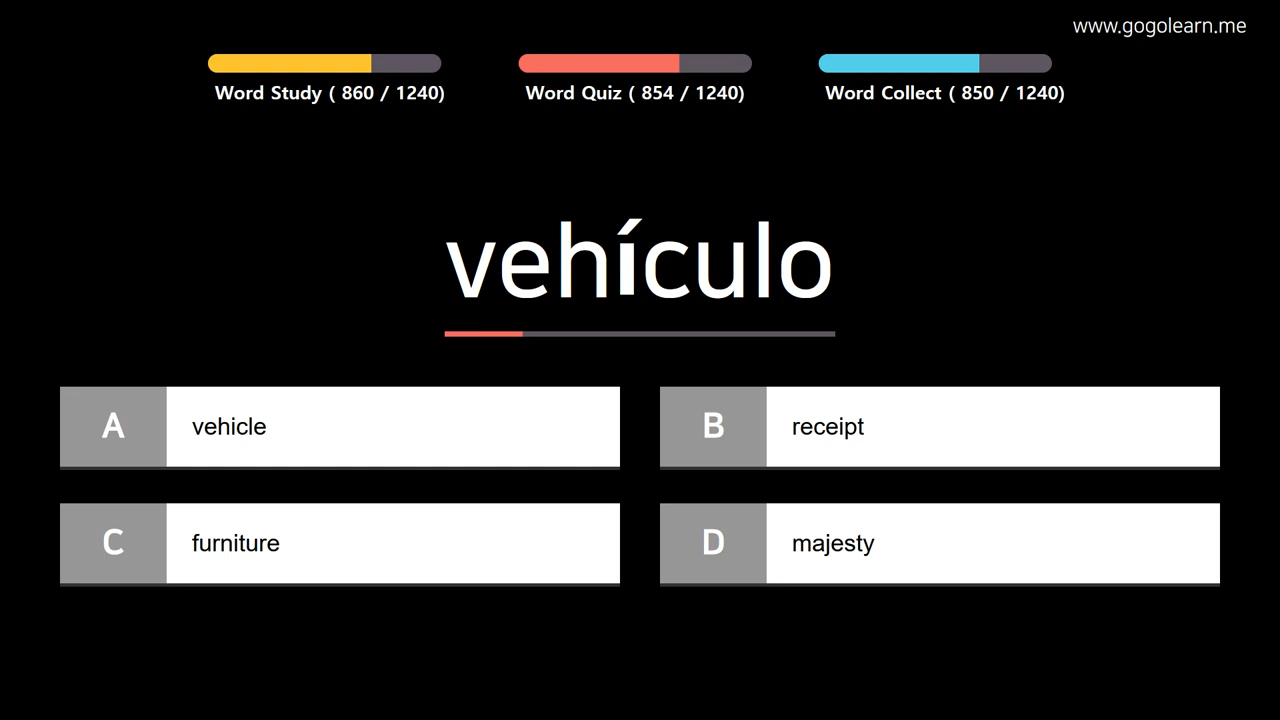 www.gogolearn.me
Word Study ( 860 / 1240)
Word Quiz ( 854 / 1240)
Word Collect ( 850 / 1240)
vehículo
A vehicle
B receipt
C furniture
D majesty